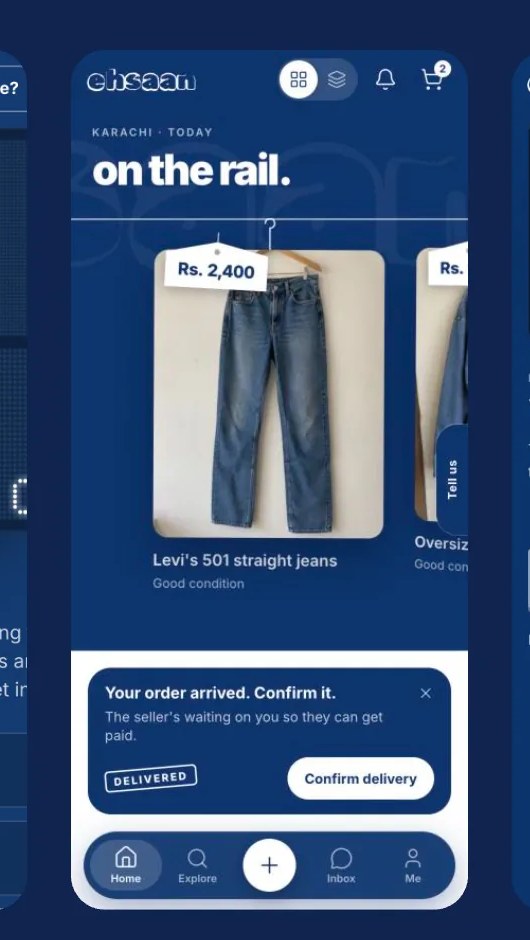 e?
ehsaan
2
KARACHI · TODAY
on the rail.
Rs. 2,400
Rs.
Tell us
Levi's 501 straight jeans
Good condition
Oversiz
Good con
ng
s a
et in
Your order arrived. Confirm it.
The seller's waiting on you so they can get
paid.
DELIVERED
Confirm delivery
Home
Explore
Inbox
Me